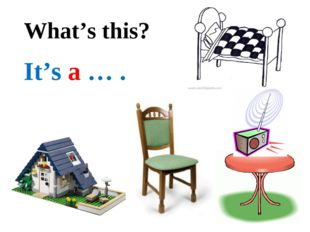 What’s this?
It’s a … .